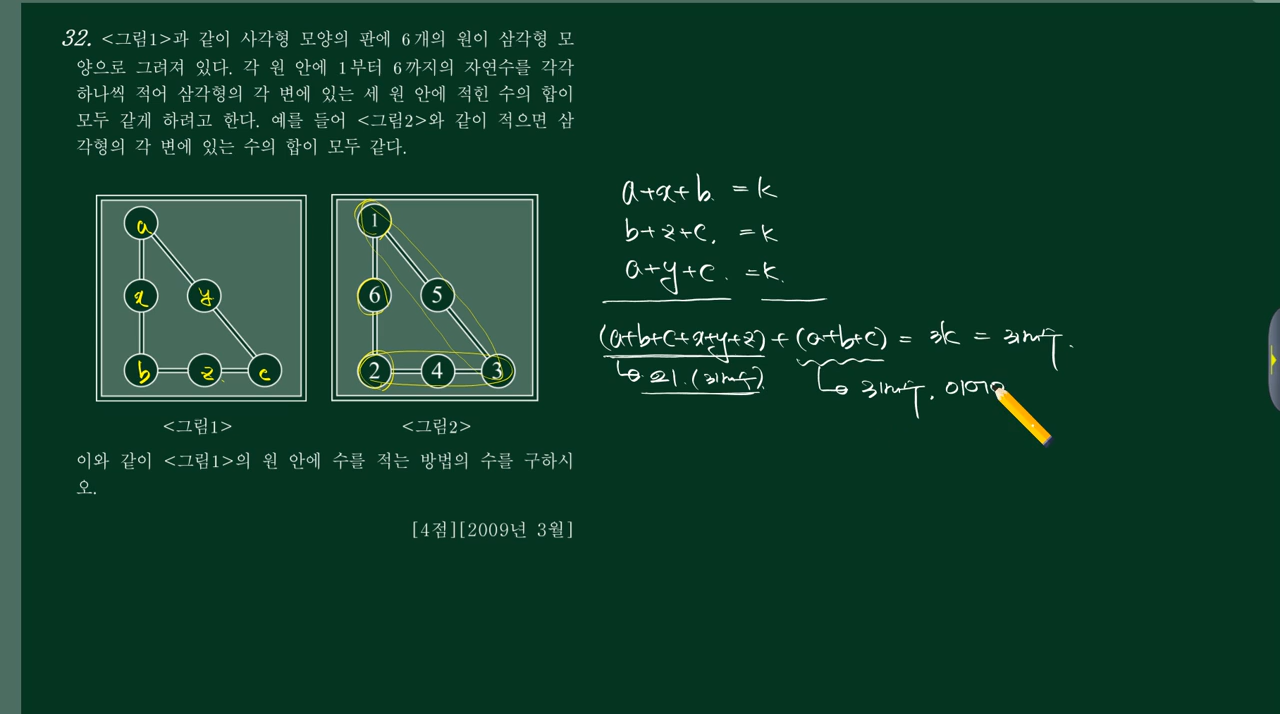 32. <그림1>과 같이 사각형 모양의 판에 6개의 원이 삼각형 모
양으로 그려져 있다. 각 원 안에 1부터 6까지의 자연수를 각각
하나씩 적어 삼각형의 각 변에 있는 세 원 안에 적힌 수의 합이
모두 같게 하려고 한다. 예를 들어 <그림2>와 같이 적으면 삼
각형의 각 변에 있는 수의 합이 모두 같다.
a
x y
b z c
<그림1>
1
6 5
2 4 3
<그림2>
이와 같이 <그림1>의 원 안에 수를 적는 방법의 수를 구하시
오.
[4점][2009년 3월]
a+x+b = k
b+z+c. = k
a+y+c. = k.
(a+b+c+x+y+z) + (a+b+c) = 3k = 3배수.
21. (3배수).
3배수.